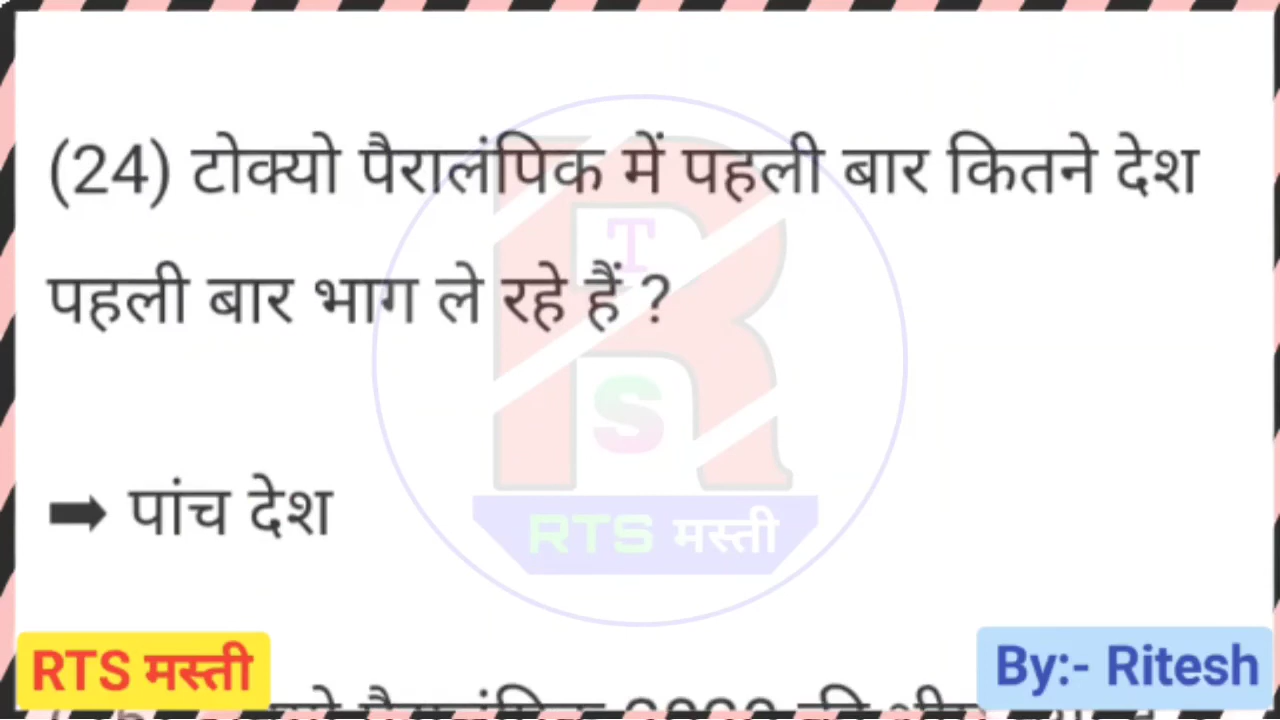 (24) टोक्यो पैरालंपिक में पहली बार कितने देश
पहली बार भाग ले रहे हैं ?
T
S
➡ पांच देश
RTS मस्ती
RTS मस्ती
By:- Ritesh